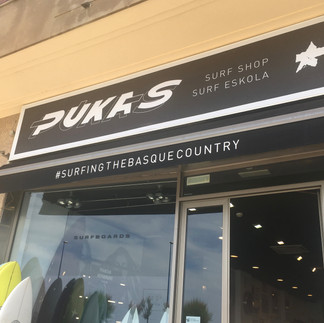 PUKAS
SURF SHOP
SURF ESKOLA
#SURFINGTHEBASQUECOUNTRY
SURFBOARDS